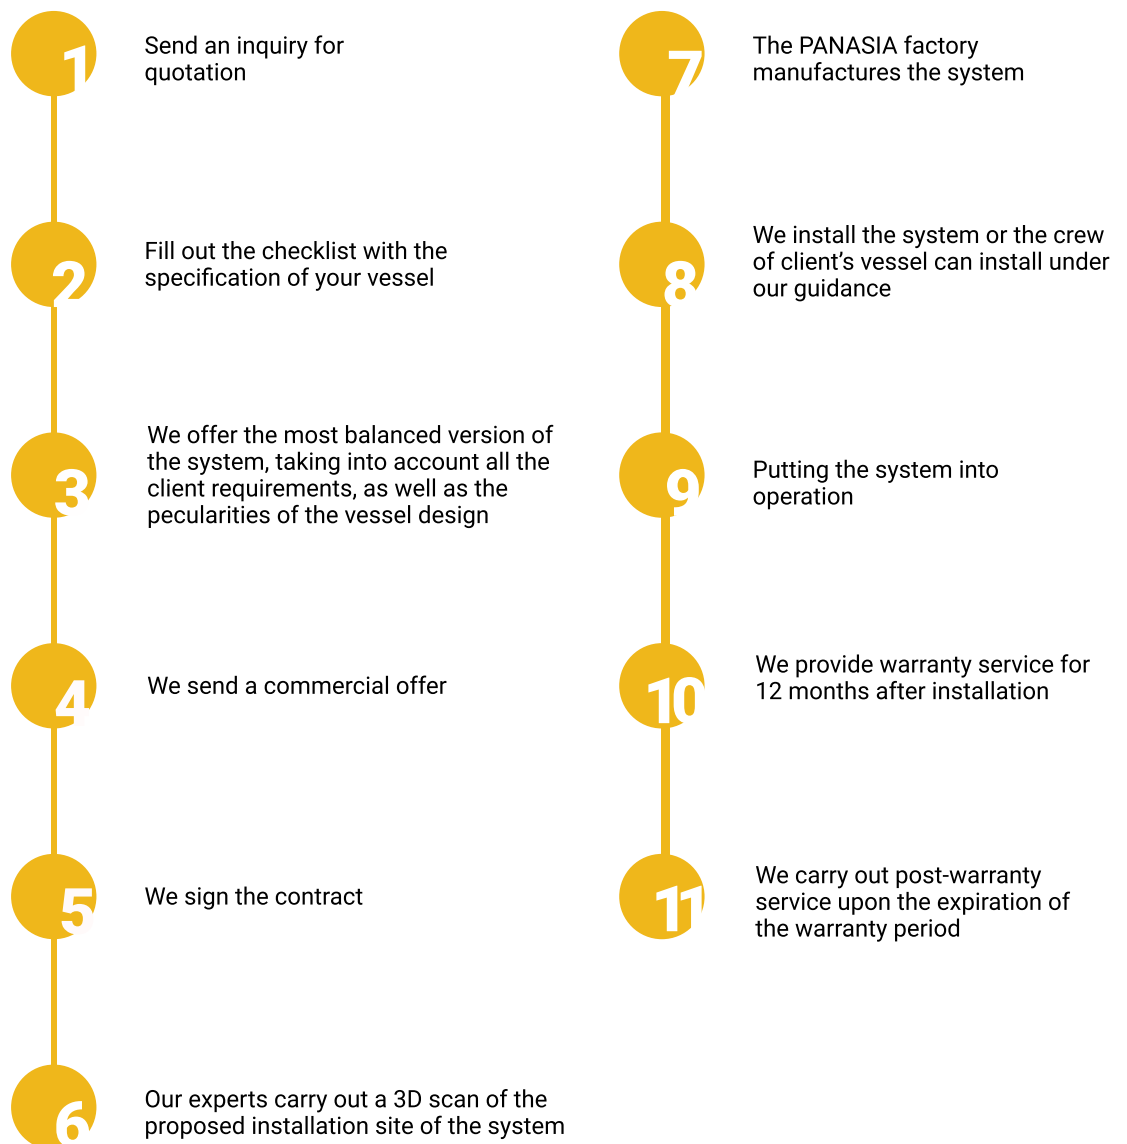 1
Send an inquiry for
quotation
2
Fill out the checklist with the
specification of your vessel
3
We offer the most balanced version of
the system, taking into account all the
client requirements, as well as the
pecularities of the vessel design
4
We send a commercial offer
5
We sign the contract
6
Our experts carry out a 3D scan of the
proposed installation site of the system
7
The PANASIA factory
manufactures the system
8
We install the system or the crew
of client’s vessel can install under
our guidance
9
Putting the system into
operation
10
We provide warranty service for
12 months after installation
11
We carry out post-warranty
service upon the expiration of
the warranty period